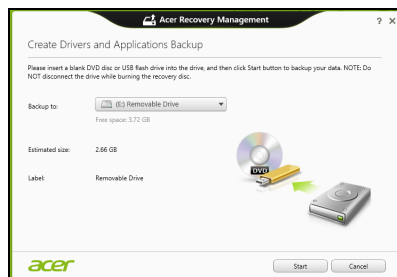 Acer Recovery Management
? X
Create Drivers and Applications Backup
Please insert a blank DVD disc or USB flash drive into the drive, and then click Start button to backup your data. NOTE: Do
NOT disconnect the drive while burning the recovery disc.
Backup to: (E:) Removable Drive
Free space: 3.72 GB
Estimated size: 2.66 GB
DVD
Label: Removable Drive
acer Start Cancel